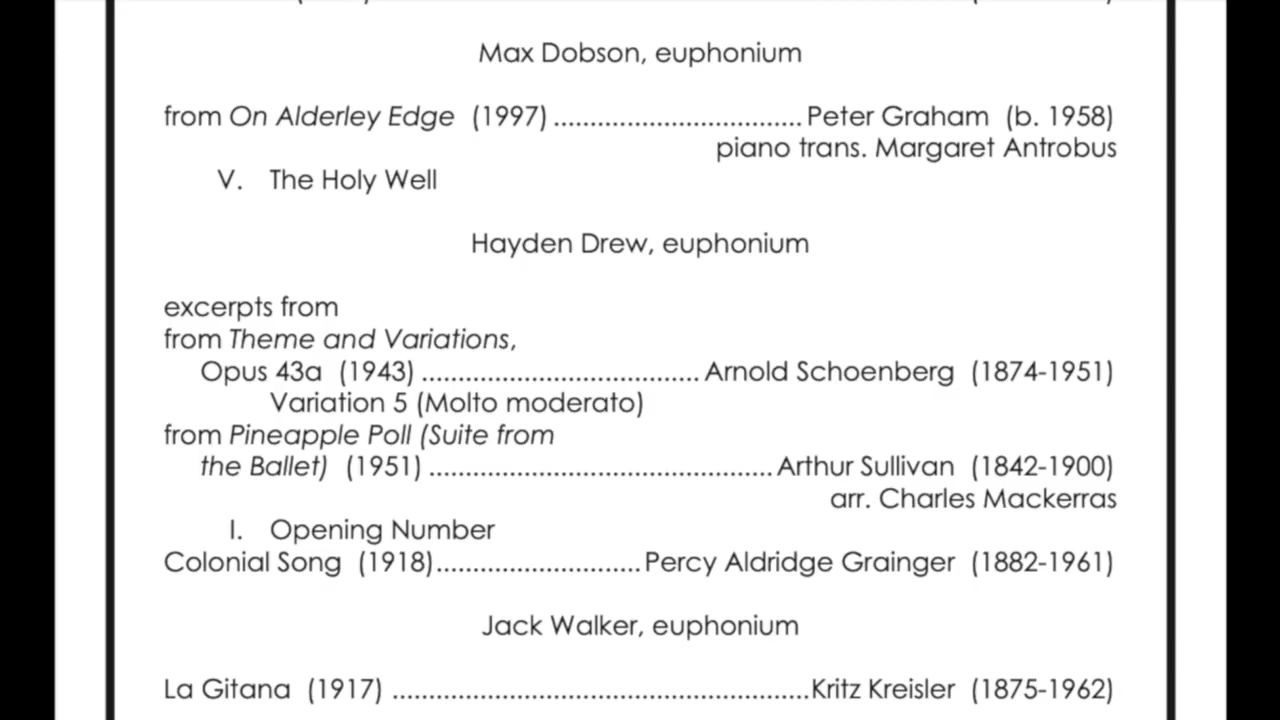 Max Dobson, euphonium
from On Alderley Edge (1997) ................................ Peter Graham (b. 1958)
piano trans. Margaret Antrobus
V. The Holy Well
Hayden Drew, euphonium
excerpts from
from Theme and Variations,
Opus 43a (1943) .................................... Arnold Schoenberg (1874-1951)
Variation 5 (Molto moderato)
from Pineapple Poll (Suite from
the Ballet) (1951) ............................................. Arthur Sullivan (1842-1900)
arr. Charles Mackerras
I. Opening Number
Colonial Song (1918)........................... Percy Aldridge Grainger (1882-1961)
Jack Walker, euphonium
La Gitana (1917) ......................................................Kritz Kreisler (1875-1962)